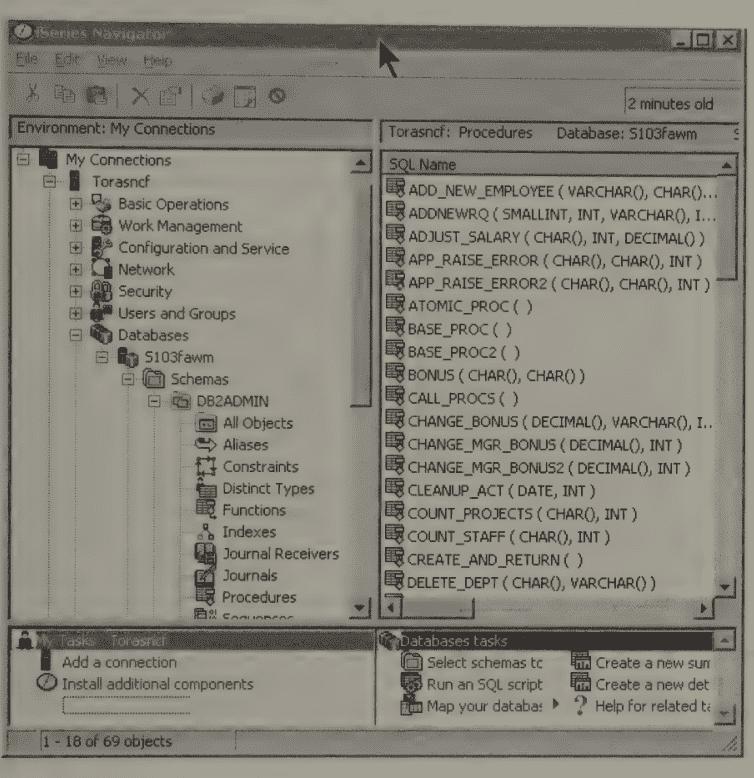 iSeries Navigator
File Edit View Help
2 minutes old
Environment: My Connections
Torasncf: Procedures Database: S103fawm
My Connections
Torasncf
Basic Operations
Work Management
Configuration and Service
Network
Security
Users and Groups
Databases
S103fawm
Schemas
DB2ADMIN
All Objects
Aliases
Constraints
Distinct Types
Functions
Indexes
Journal Receivers
Journals
Procedures
Sequences
SQL Name
ADD_NEW_EMPLOYEE ( VARCHAR(), CHAR()...
ADDNEWRQ ( SMALLINT, INT, VARCHAR(), I...
ADJUST_SALARY ( CHAR(), INT, DECIMAL() )
APP_RAISE_ERROR ( CHAR(), CHAR(), INT )
APP_RAISE_ERROR2 ( CHAR(), CHAR(), INT )
ATOMIC_PROC ( )
BASE_PROC ( )
BASE_PROC2 ( )
BONUS ( CHAR(), CHAR() )
CALL_PROCS ( )
CHANGE_BONUS ( DECIMAL(), VARCHAR(), I..
CHANGE_MGR_BONUS ( DECIMAL(), INT )
CHANGE_MGR_BONUS2 ( DECIMAL(), INT )
CLEANUP_ACT ( DATE, INT )
COUNT_PROJECTS ( CHAR(), INT )
COUNT_STAFF ( CHAR(), INT )
CREATE_AND_RETURN ( )
DELETE_DEPT ( CHAR(), VARCHAR() )
My Tasks - Torasncf
Add a connection
Install additional components
Databases tasks
Select schemas tc
Run an SQL script
Map your databas
Create a new sum
Create a new det
Help for related ta
1 - 18 of 69 objects